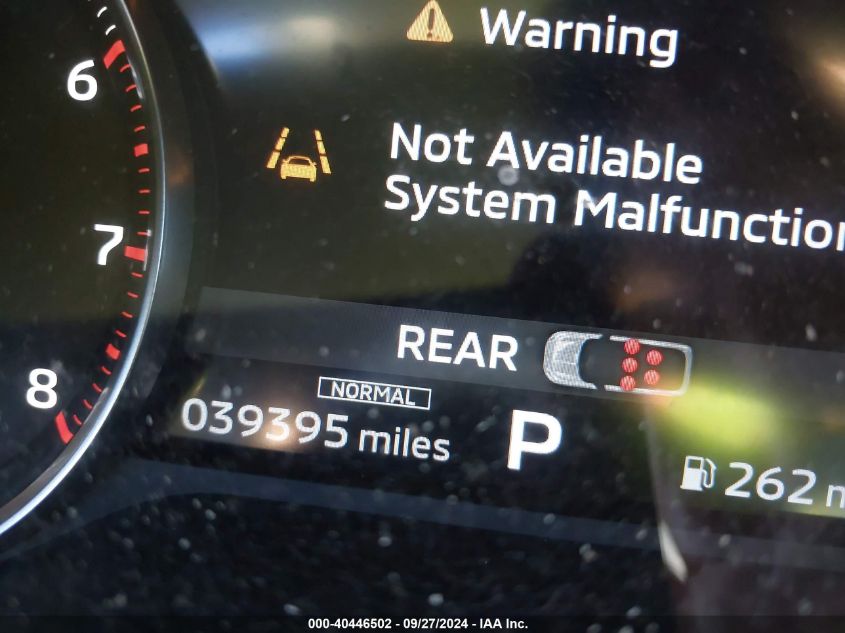 Warning
Not Available
System Malfunction
REAR
NORMAL
039395 miles
P
262
6
7
8
000-40446502 - 09/27/2024 - IAA Inc.